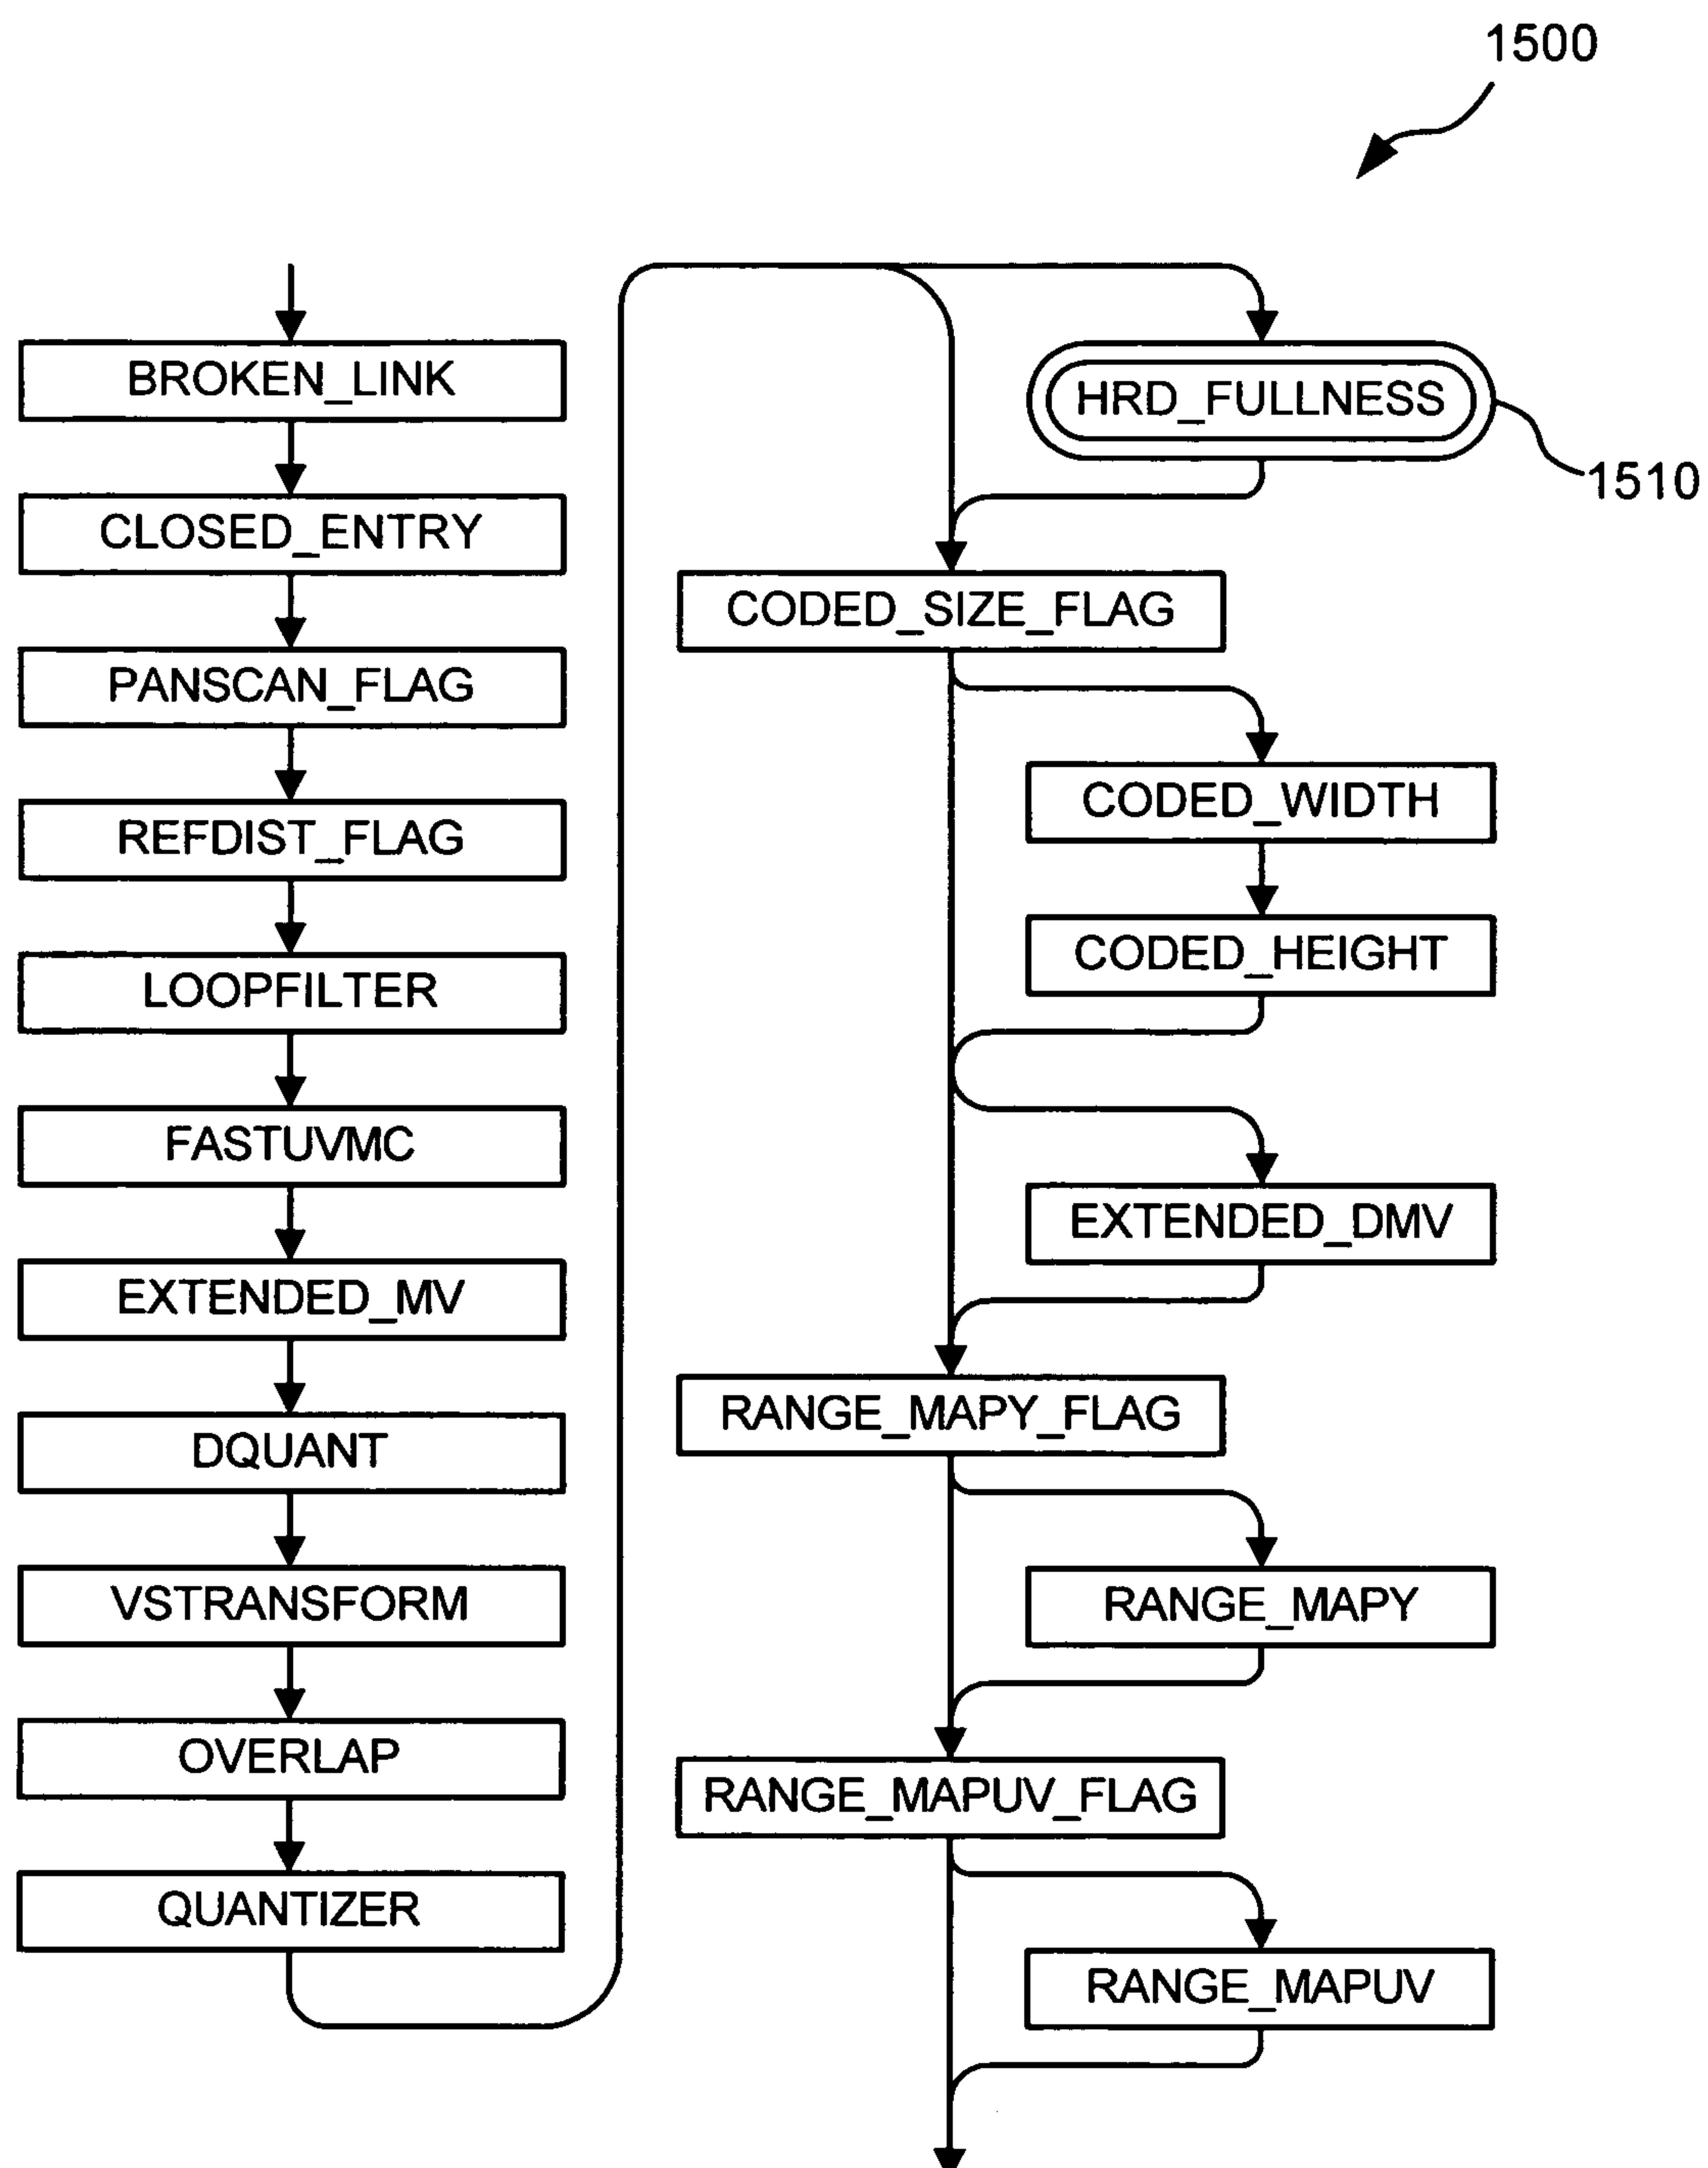 1500
BROKEN_LINK
CLOSED_ENTRY
PANSCAN_FLAG
REFDIST_FLAG
LOOPFILTER
FASTUVMC
EXTENDED_MV
DQUANT
VSTRANSFORM
OVERLAP
QUANTIZER
HRD_FULLNESS
1510
CODED_SIZE_FLAG
CODED_WIDTH
CODED_HEIGHT
EXTENDED_DMV
RANGE_MAPY_FLAG
RANGE_MAPY
RANGE_MAPUV_FLAG
RANGE_MAPUV